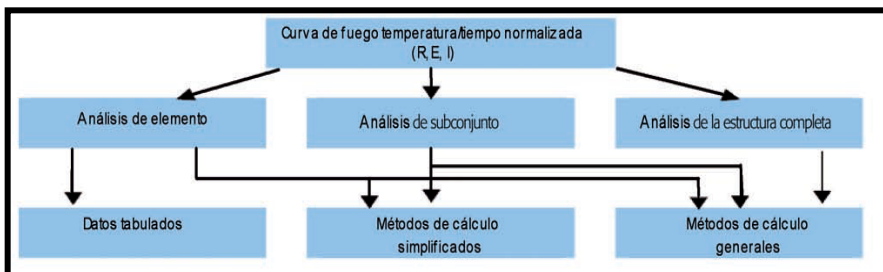 Curva de fuego temperatura/tiempo normalizada
(R, E, I)
Análisis de elemento
Análisis de subconjunto
Análisis de la estructura completa
Datos tabulados
Métodos de cálculo
simplificados
Métodos de cálculo
generales